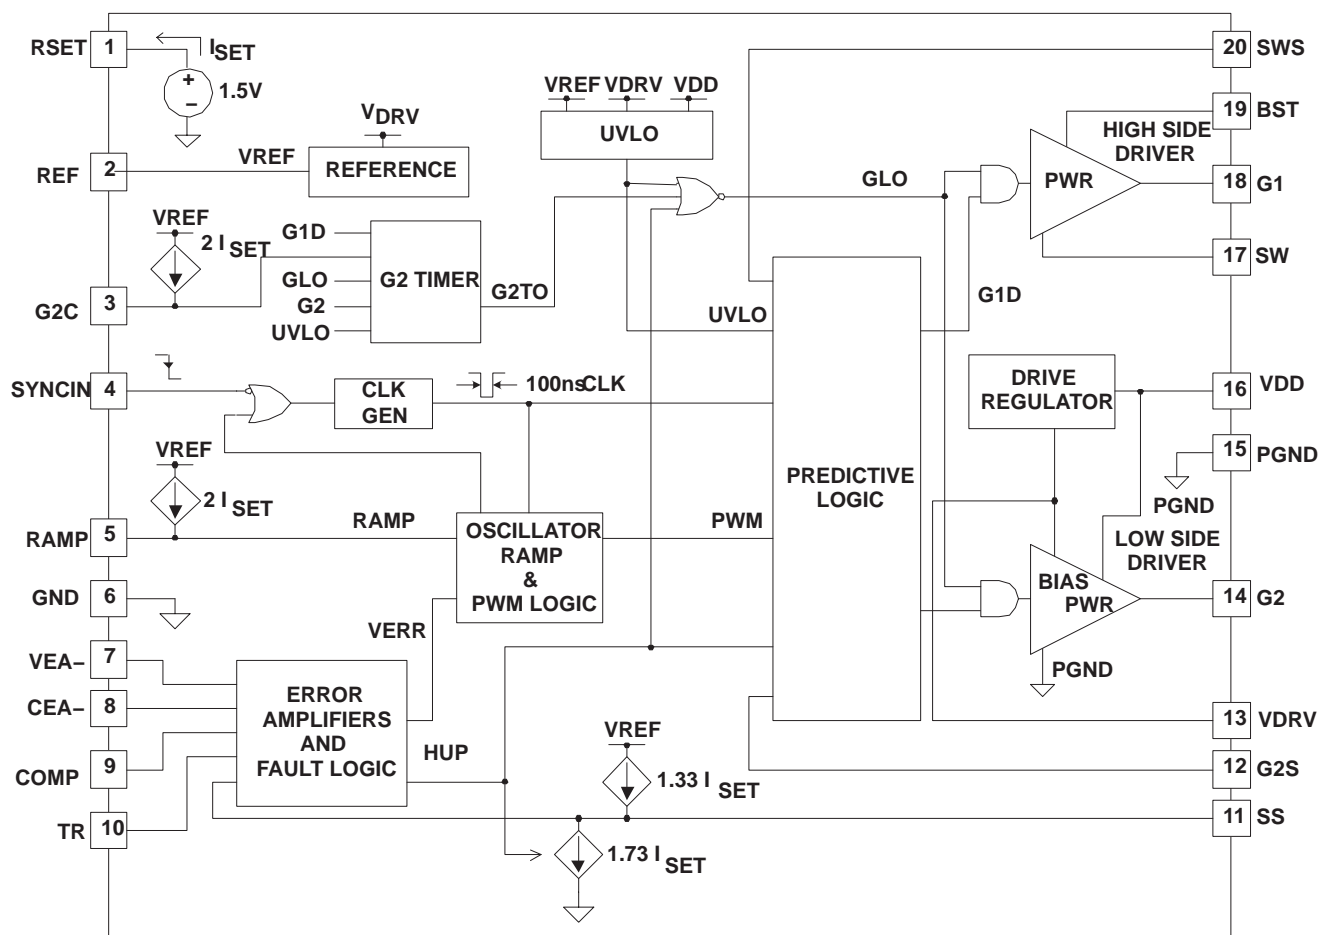 RSET 1
I SET
+
−
1.5V
REF 2
VREF
VDRV
REFERENCE
VREF VDRV VDD
UVLO
GLO
VREF
2 I SET
G2C 3
G1D
GLO
G2
UVLO
G2 TIMER
G2TO
UVLO
SYNCIN 4
CLK
GEN
100ns CLK
VREF
2 I SET
RAMP 5
RAMP
OSCILLATOR
RAMP
&
PWM LOGIC
PWM
GND 6
VERR
VEA−
7
CEA−
8
COMP
9
TR
10
ERROR
AMPLIFIERS
AND
FAULT LOGIC
HUP
VREF
1.33 I SET
1.73 I SET
PREDICTIVE
LOGIC
G1D
HIGH SIDE
DRIVER
PWR
DRIVE
REGULATOR
PGND
LOW SIDE
DRIVER
BIAS
PWR
PGND
20 SWS
19 BST
18 G1
17 SW
16 VDD
15 PGND
14 G2
13 VDRV
12 G2S
11 SS